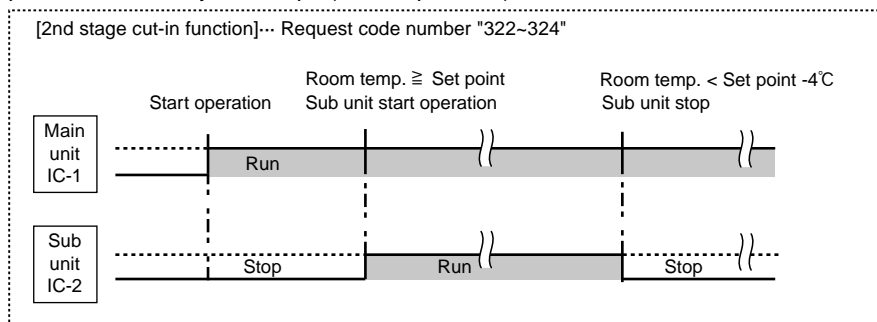 [2nd stage cut-in function]··· Request code number "322~324"
Room temp. ≧ Set point
Sub unit start operation
Room temp. < Set point -4℃
Sub unit stop
Start operation
Main
unit
IC-1
Run
Sub
unit
IC-2
Stop
Run
Stop